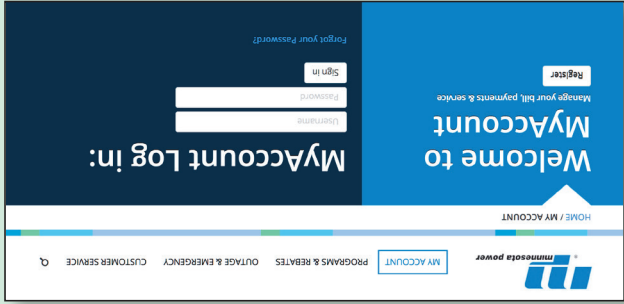 minnesota power
MY ACCOUNT PROGRAMS & REBATES OUTAGE & EMERGENCY CUSTOMER SERVICE
HOME / MY ACCOUNT
Welcome to
MyAccount
Manage your bill, payments & service
Register
MyAccount Log in:
Username
Password
Sign in
Forgot your Password?